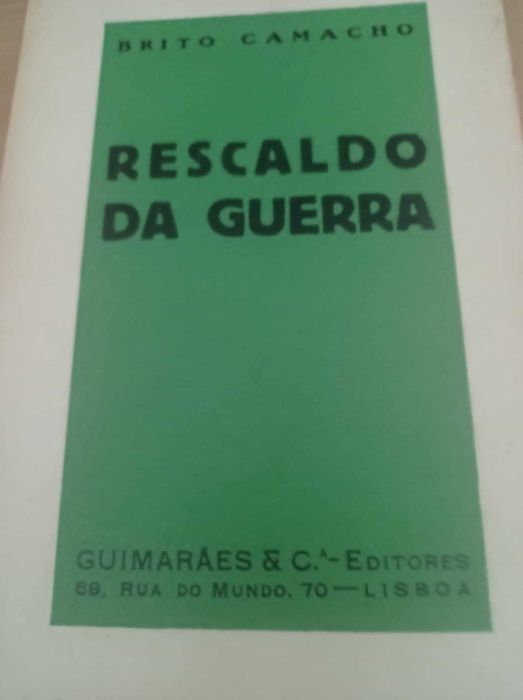 BRITO CAMACHO
RESCALDO
DA GUERRA
GUIMARÃES & C.ᴬ - EDITORES
68, RUA DO MUNDO, 70 — LISBOA